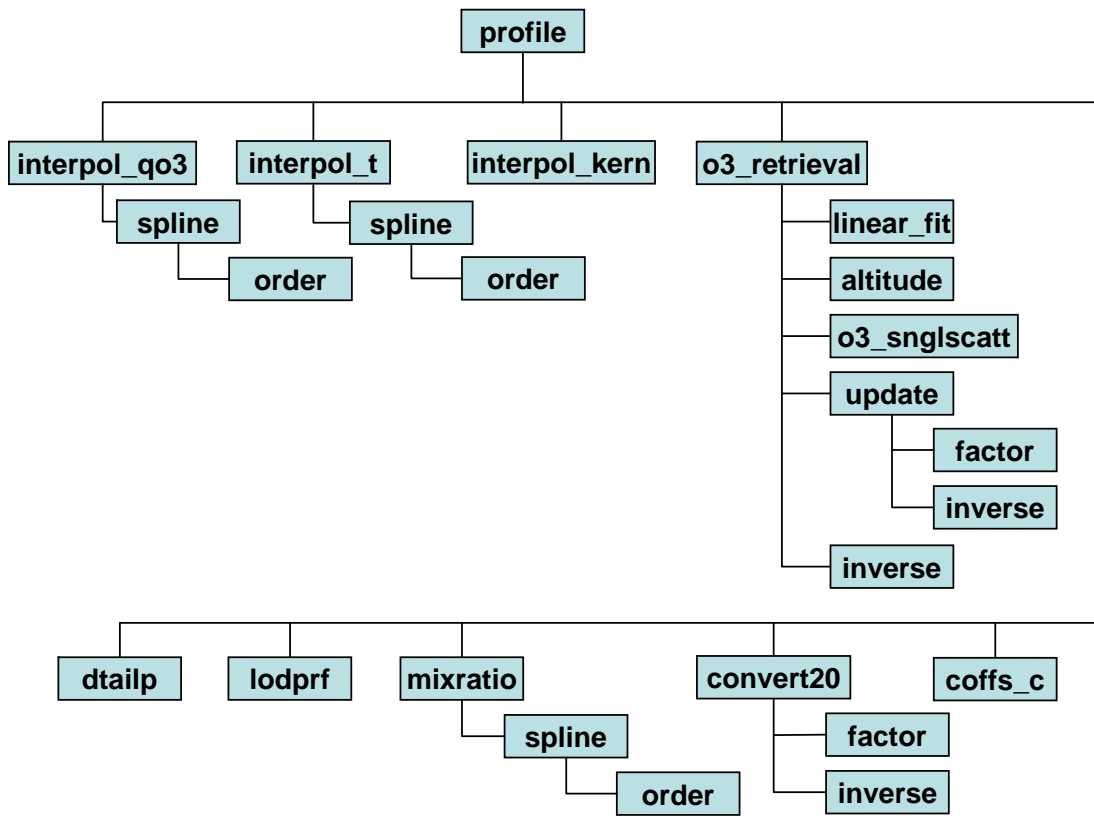 profile
interpol_qo3
interpol_t
interpol_kern
o3_retrieval
spline
spline
linear_fit
order
order
altitude
o3_snglscatt
update
factor
inverse
inverse
dtailp
lodprf
mixratio
convert20
coffs_c
spline
factor
order
inverse